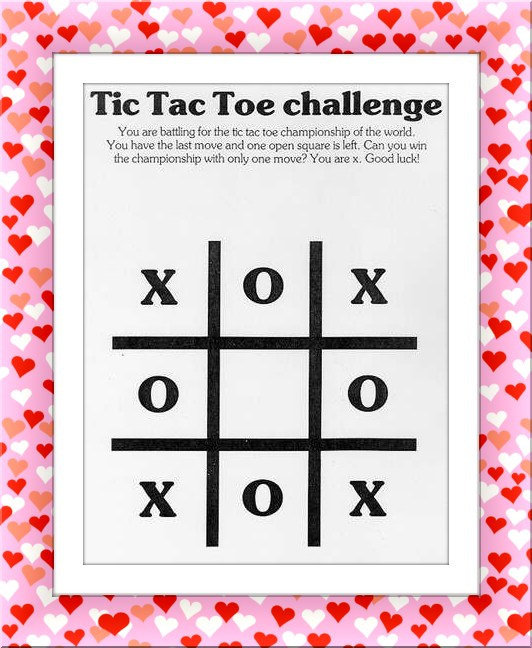 Tic Tac Toe challenge
You are battling for the tic tac toe championship of the world.
You have the last move and one open square is left. Can you win
the championship with only one move? You are x. Good luck!
X O X
O O
X O X